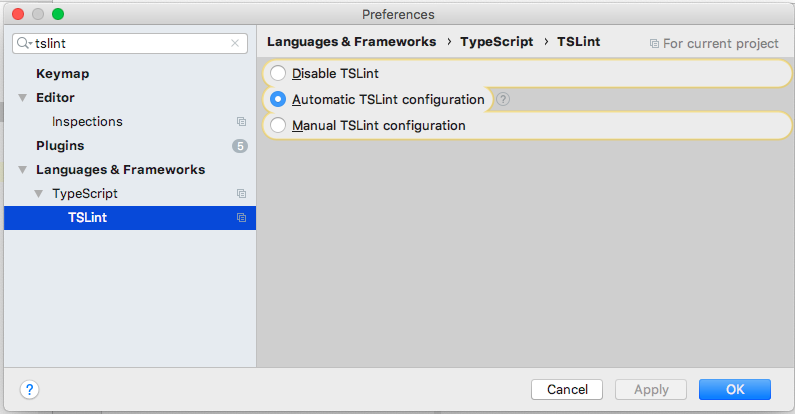 Preferences
tslint
Keymap
Editor
Inspections
Plugins 5
Languages & Frameworks
TypeScript
TSLint
Languages & Frameworks › TypeScript › TSLint For current project
Disable TSLint
Automatic TSLint configuration ?
Manual TSLint configuration
? Cancel Apply OK